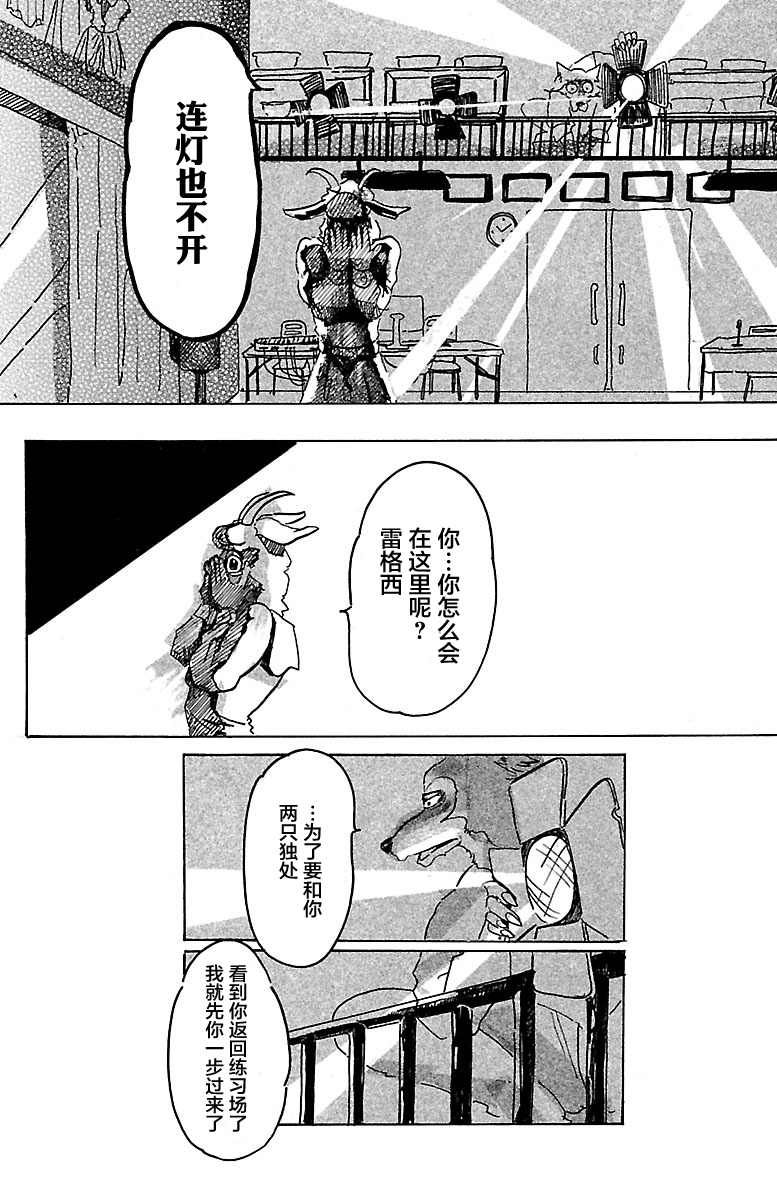 连灯也不开
你…你怎么会
在这里呢？
雷格西
…为了要和你
两只独处
看到你返回练习场了
我就先你一步过来了